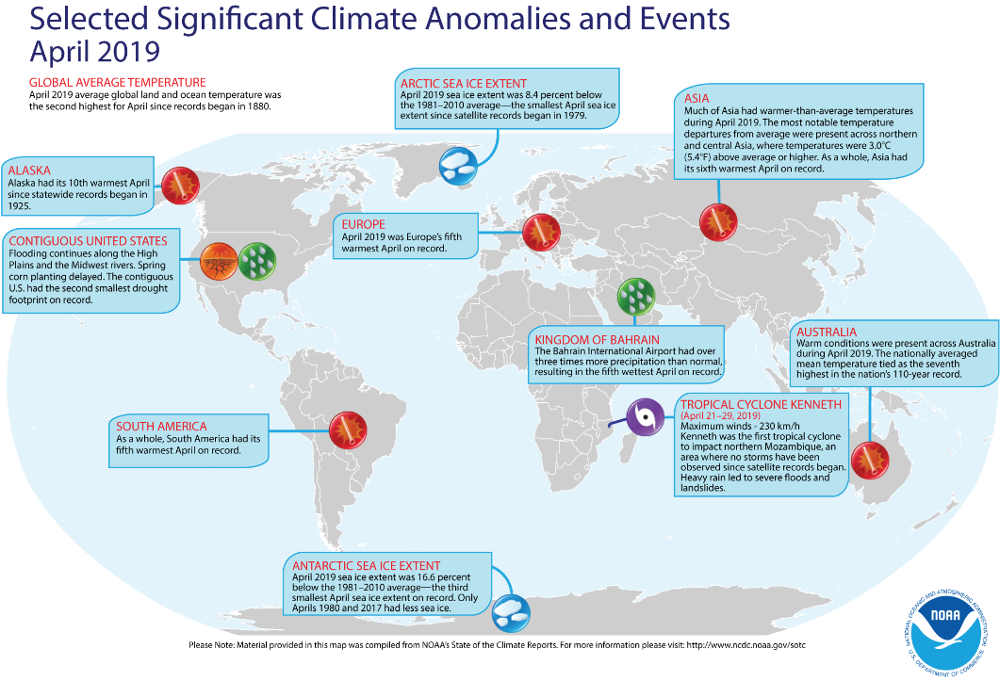 Selected Significant Climate Anomalies and Events
April 2019
GLOBAL AVERAGE TEMPERATURE
April 2019 average global land and ocean temperature was
the second highest for April since records began in 1880.
ARCTIC SEA ICE EXTENT
April 2019 sea ice extent was 8.4 percent below
the 1981–2010 average—the smallest April sea ice
extent since satellite records began in 1979.
ASIA
Much of Asia had warmer-than-average temperatures
during April 2019. The most notable temperature
departures from average were present across northern
and central Asia, where temperatures were 3.0°C
(5.4°F) above average or higher. As a whole, Asia had
its sixth warmest April on record.
ALASKA
Alaska had its 10th warmest April
since statewide records began in
1925.
CONTIGUOUS UNITED STATES
Flooding continues along the High
Plains and the Midwest rivers. Spring
corn planting delayed. The contiguous
U.S. had the second smallest drought
footprint on record.
EUROPE
April 2019 was Europe's fifth
warmest April on record.
KINGDOM OF BAHRAIN
The Bahrain International Airport had over
three times more precipitation than normal,
resulting in the fifth wettest April on record.
AUSTRALIA
Warm conditions were present across Australia
during April 2019. The nationally averaged
mean temperature tied as the seventh
highest in the nation's 110-year record.
TROPICAL CYCLONE KENNETH
(April 21–29, 2019)
Maximum winds - 230 km/h
Kenneth was the first tropical cyclone
to impact northern Mozambique, an
area where no storms have been
observed since satellite records began.
Heavy rain led to severe floods and
landslides.
SOUTH AMERICA
As a whole, South America had its
fifth warmest April on record.
ANTARCTIC SEA ICE EXTENT
April 2019 sea ice extent was 16.6 percent
below the 1981–2010 average—the third
smallest April sea ice extent on record. Only
Aprils 1980 and 2017 had less sea ice.
NATIONAL OCEANIC AND ATMOSPHERIC ADMINISTRATION
NOAA
U.S. DEPARTMENT OF COMMERCE
Please Note: Material provided in this map was compiled from NOAA's State of the Climate Reports. For more information please visit: http://www.ncdc.noaa.gov/sotc